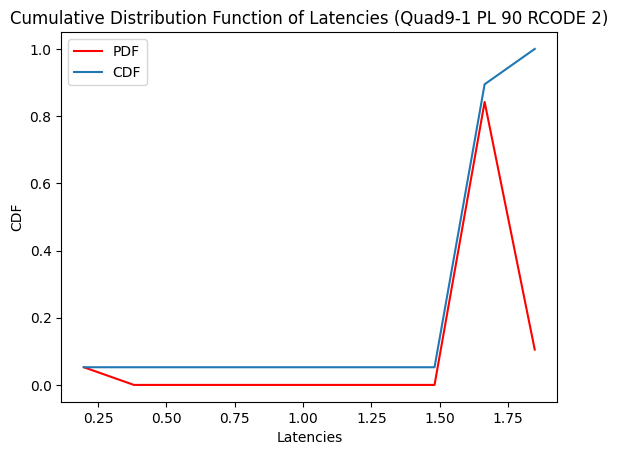 Cumulative Distribution Function of Latencies (Quad9-1 PL 90 RCODE 2)
PDF
CDF
1.0
0.8
0.6
0.4
0.2
0.0
CDF
0.25 0.50 0.75 1.00 1.25 1.50 1.75
Latencies